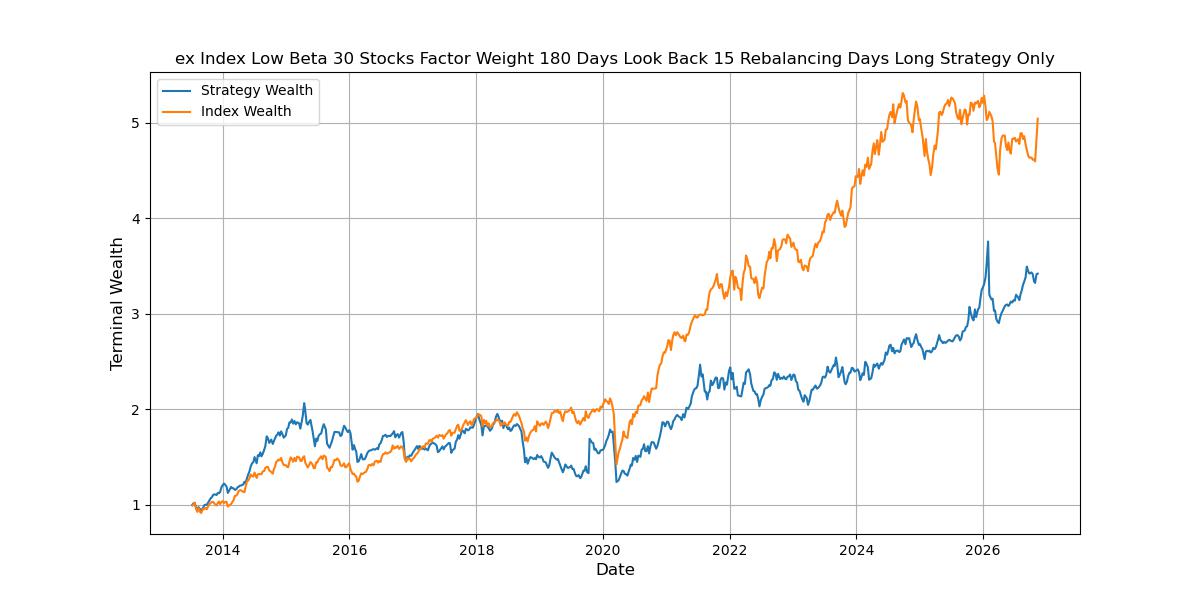 ex Index Low Beta 30 Stocks Factor Weight 180 Days Look Back 15 Rebalancing Days Long Strategy Only
Strategy Wealth
Index Wealth
Terminal Wealth
5
4
3
2
1
2014 2016 2018 2020 2022 2024 2026
Date